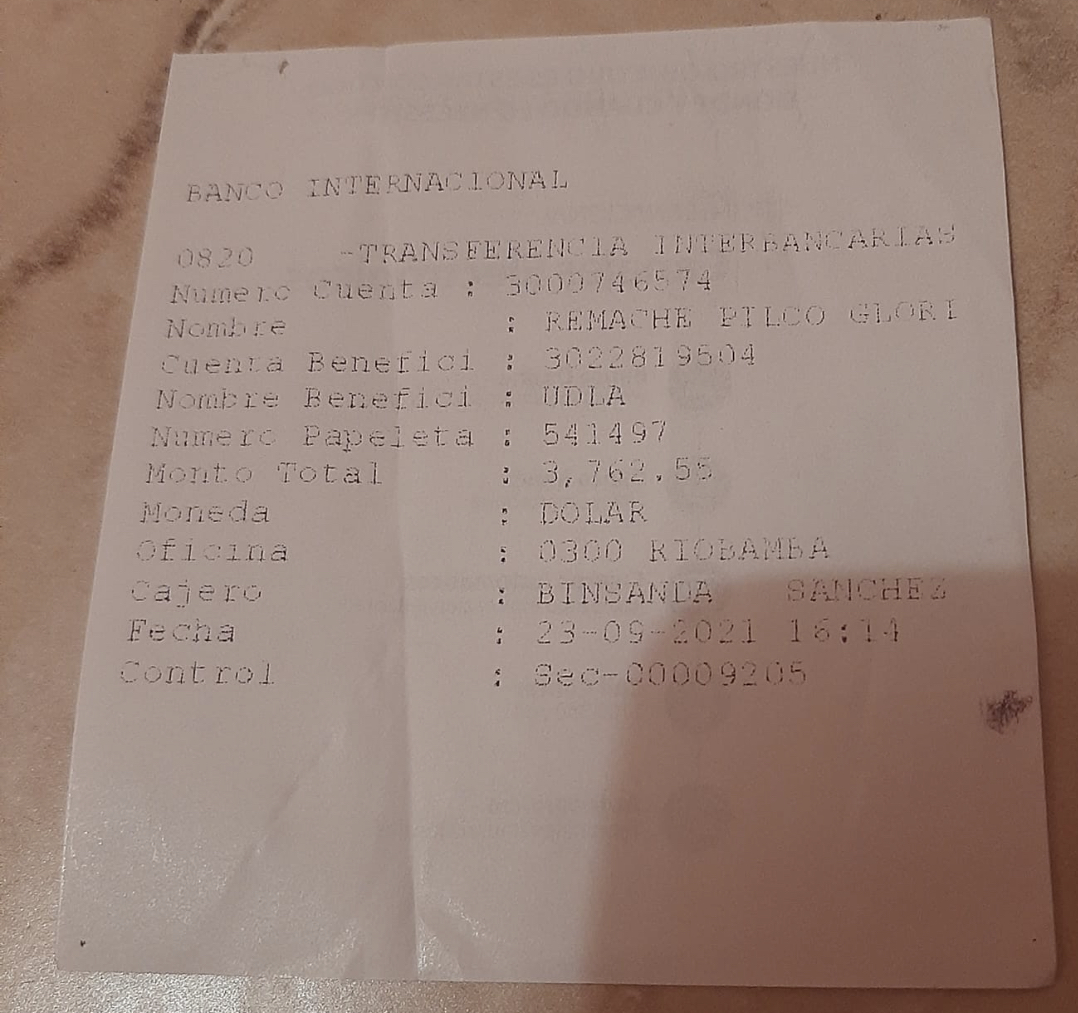 BANCO INTERNACIONAL
0820 -TRANSFERENCIA INTERBANCARIAS
Numero Cuenta : 3000746574
Nombre : REMACHE PILCO GLORI
Cuenta Benefici : 3022819504
Nombre Benefici : UDLA
Numero Papeleta : 541497
Monto Total : 3,762.55
Moneda : DOLAR
Oficina : 0300 RIOBAMBA
Cajero : BINSANDA SANCHEZ
Fecha : 23-09-2021 16:14
Control : Sec-00009205